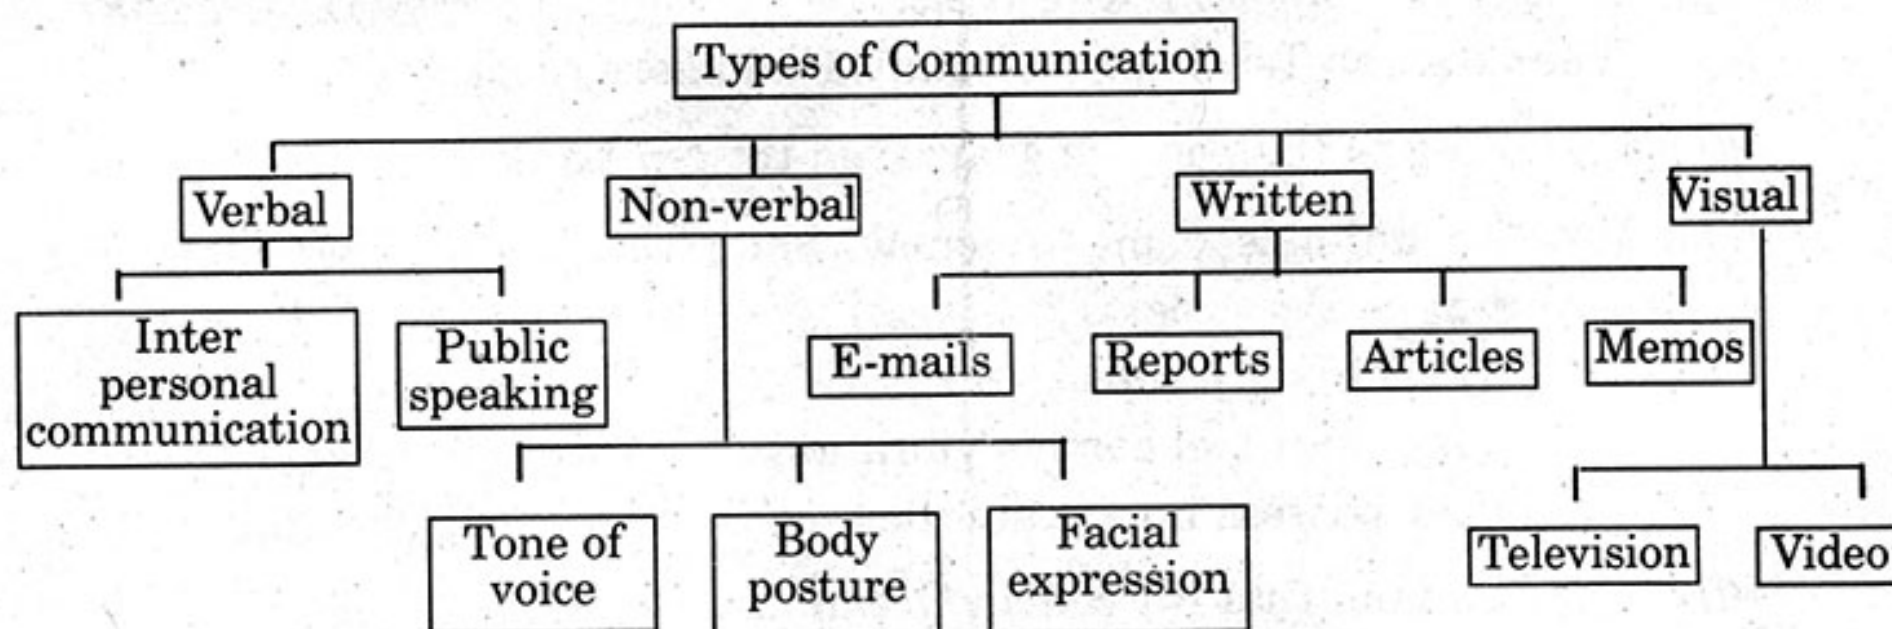 Types of Communication
Verbal
Non-verbal
Written
Visual
Inter
personal
communication
Public
speaking
E-mails
Reports
Articles
Memos
Tone of
voice
Body
posture
Facial
expression
Television
Video